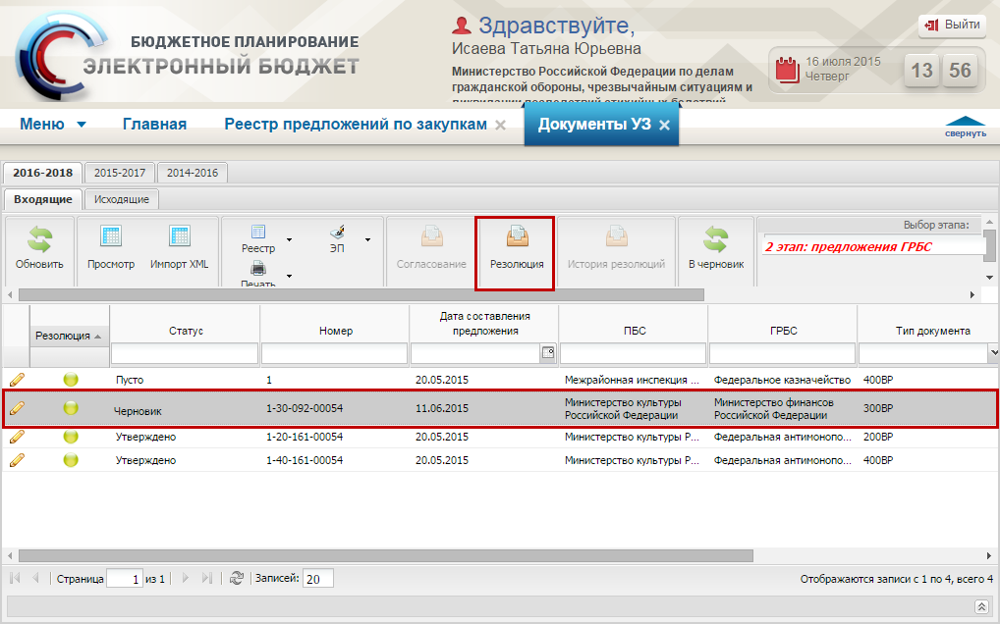 БЮДЖЕТНОЕ ПЛАНИРОВАНИЕ
ЭЛЕКТРОННЫЙ БЮДЖЕТ
Здравствуйте,
Исаева Татьяна Юрьевна
Министерство Российской Федерации по делам
гражданской обороны, чрезвычайным ситуациям и
ликвидации последствий стихийных бедствий
Выйти
16 июля 2015
Четверг
13 56
Меню Главная Реестр предложений по закупкам Документы УЗ
свернуть
2016-2018 2015-2017 2014-2016
Входящие Исходящие
Обновить Просмотр Импорт XML Реестр ЭП Печать Согласование Резолюция История резолюций В черновик
Выбор этапа:
2 этап: предложения ГРБС
Резолюция Статус Номер Дата составления предложения ПБС ГРБС Тип документа
Пусто 1 20.05.2015 Межрайонная инспекция ... Федеральное казначейство 400ВР
Черновик 1-30-092-00054 11.06.2015 Министерство культуры Российской Федерации Министерство финансов Российской Федерации 300ВР
Утверждено 1-20-161-00054 20.05.2015 Министерство культуры Р... Федеральная антимонопо... 200ВР
Утверждено 1-40-161-00054 20.05.2015 Министерство культуры Р... Федеральная антимонопо... 400ВР
Страница 1 из 1 Записей: 20
Отображаются записи с 1 по 4, всего 4